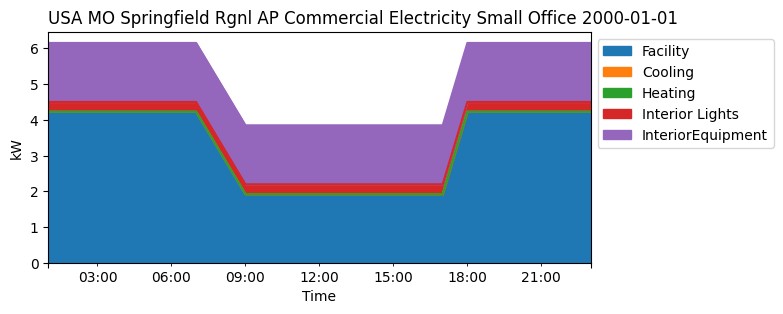 USA MO Springfield Rgnl AP Commercial Electricity Small Office 2000-01-01
6
5
4
3
2
1
0
kW
03:00 06:00 09:00 12:00 15:00 18:00 21:00
Time
Facility
Cooling
Heating
Interior Lights
InteriorEquipment